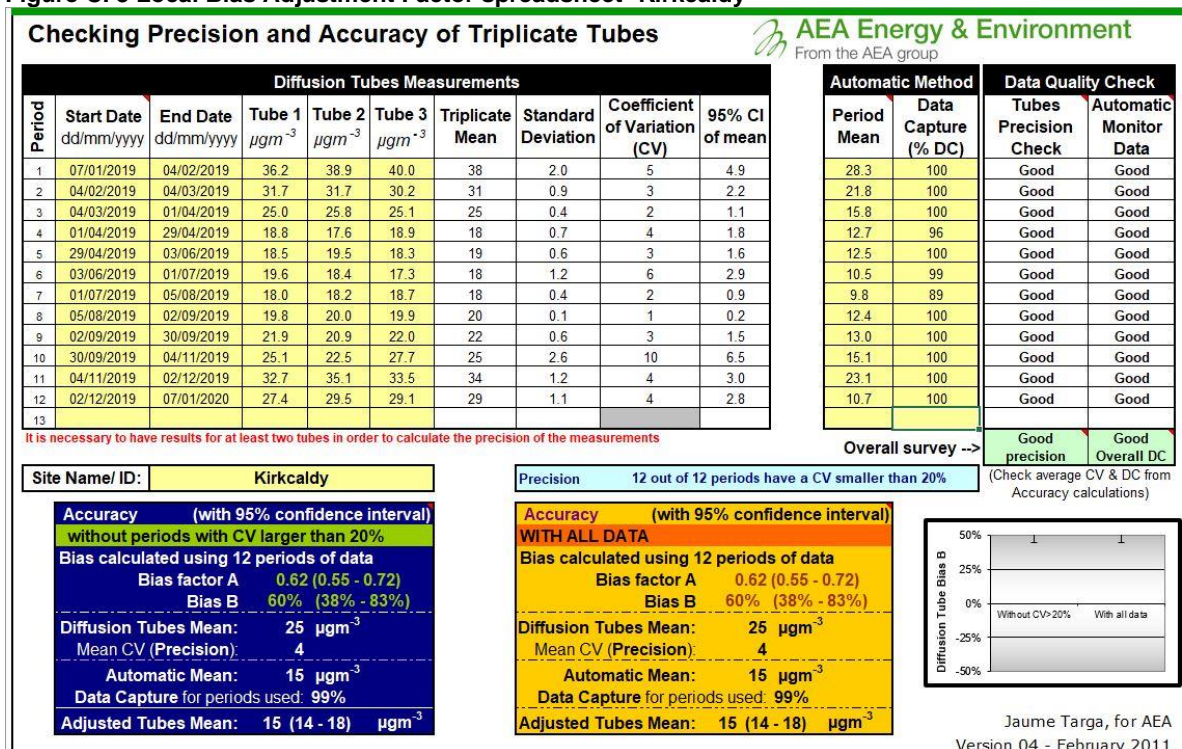 Figure C. 3 Local Bias Adjustment Factor spreadsheet- Kirkcaldy
Checking Precision and Accuracy of Triplicate Tubes
AEA Energy & Environment
From the AEA group
Diffusion Tubes Measurements
Automatic Method
Data Quality Check
Period Start Date dd/mm/yyyy End Date dd/mm/yyyy Tube 1 µgm-3 Tube 2 µgm-3 Tube 3 µgm-3 Triplicate Mean Standard Deviation Coefficient of Variation (CV) 95% CI of mean Period Mean Data Capture (% DC) Tubes Precision Check Automatic Monitor Data
1 07/01/2019 04/02/2019 36.2 38.9 40.0 38 2.0 5 4.9 28.3 100 Good Good
2 04/02/2019 04/03/2019 31.7 31.7 30.2 31 0.9 3 2.2 21.8 100 Good Good
3 04/03/2019 01/04/2019 25.0 25.8 25.1 25 0.4 2 1.1 15.8 100 Good Good
4 01/04/2019 29/04/2019 18.8 17.6 18.9 18 0.7 4 1.8 12.7 96 Good Good
5 29/04/2019 03/06/2019 18.5 19.5 18.3 19 0.6 3 1.6 12.5 100 Good Good
6 03/06/2019 01/07/2019 19.6 18.4 17.3 18 1.2 6 2.9 10.5 99 Good Good
7 01/07/2019 05/08/2019 18.0 18.2 18.7 18 0.4 2 0.9 9.8 89 Good Good
8 05/08/2019 02/09/2019 19.8 20.0 19.9 20 0.1 1 0.2 12.4 100 Good Good
9 02/09/2019 30/09/2019 21.9 20.9 22.0 22 0.6 3 1.5 13.0 100 Good Good
10 30/09/2019 04/11/2019 25.1 22.5 27.7 25 2.6 10 6.5 15.1 100 Good Good
11 04/11/2019 02/12/2019 32.7 35.1 33.5 34 1.2 4 3.0 23.1 100 Good Good
12 02/12/2019 07/01/2020 27.4 29.5 29.1 29 1.1 4 2.8 10.7 100 Good Good
13
It is necessary to have results for at least two tubes in order to calculate the precision of the measurements
Overall survey --> Good precision Good Overall DC
(Check average CV & DC from Accuracy calculations)
Site Name/ ID: Kirkcaldy
Precision 12 out of 12 periods have a CV smaller than 20%
Accuracy (with 95% confidence interval)
without periods with CV larger than 20%
Bias calculated using 12 periods of data
Bias factor A 0.62 (0.55 - 0.72)
Bias B 60% (38% - 83%)
Diffusion Tubes Mean: 25 µgm-3
Mean CV (Precision): 4
Automatic Mean: 15 µgm-3
Data Capture for periods used: 99%
Adjusted Tubes Mean: 15 (14 - 18) µgm-3
Accuracy (with 95% confidence interval)
WITH ALL DATA
Bias calculated using 12 periods of data
Bias factor A 0.62 (0.55 - 0.72)
Bias B 60% (38% - 83%)
Diffusion Tubes Mean: 25 µgm-3
Mean CV (Precision): 4
Automatic Mean: 15 µgm-3
Data Capture for periods used: 99%
Adjusted Tubes Mean: 15 (14 - 18) µgm-3
Diffusion Tube Bias B
50%
25%
0%
-25%
-50%
Without CV>20% With all data
Jaume Targa, for AEA
Version 04 - February 2011